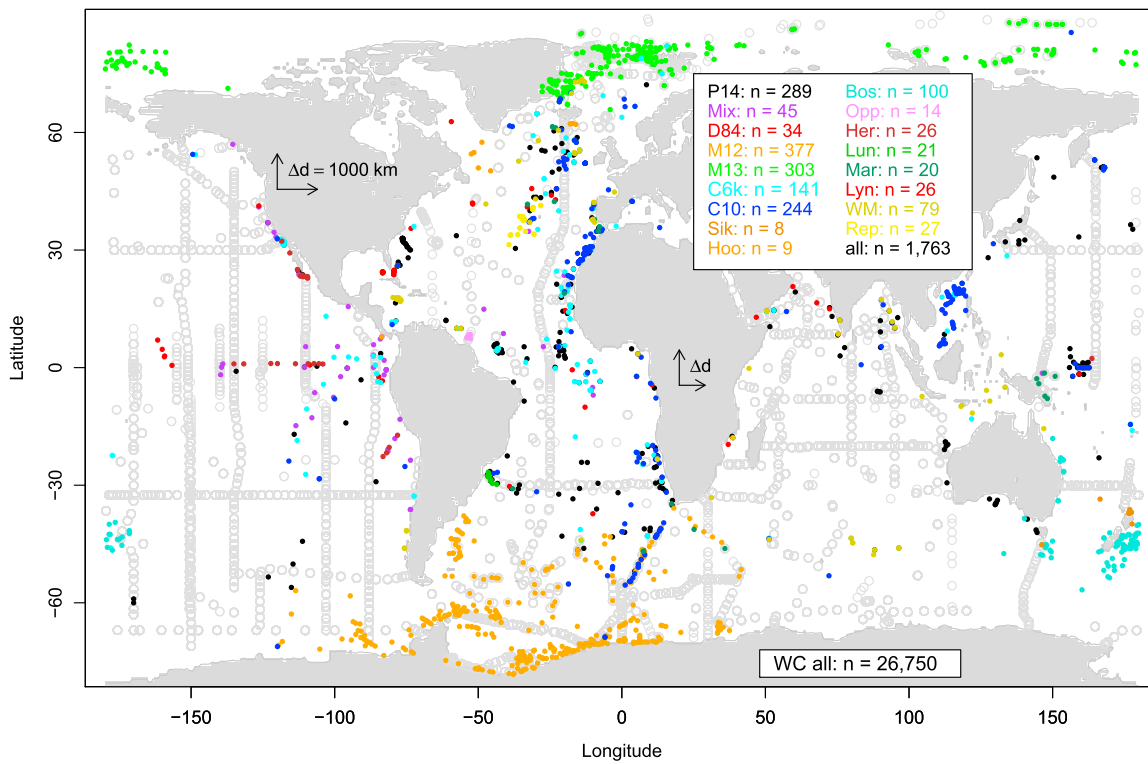 P14: n = 289 Bos: n = 100
Mix: n = 45 Opp: n = 14
D84: n = 34 Her: n = 26
M12: n = 377 Lun: n = 21
M13: n = 303 Mar: n = 20
C6k: n = 141 Lyn: n = 26
C10: n = 244 WM: n = 79
Sik: n = 8 Rep: n = 27
Hoo: n = 9 all: n = 1,763
Δd = 1000 km
Δd
WC all: n = 26,750
60
30
0
−30
−60
Latitude
−150 −100 −50 0 50 100 150
Longitude